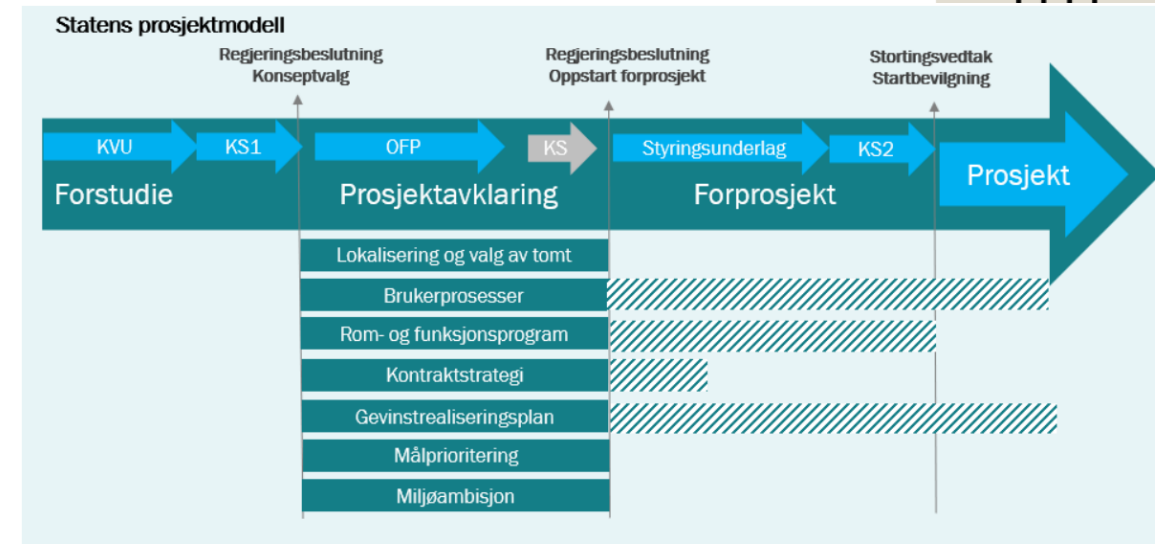 Statens prosjektmodell
Regjeringsbeslutning
Konseptvalg
Regjeringsbeslutning
Oppstart forprosjekt
Stortingsvedtak
Startbevilgning
KVU
KS1
OFP
KS
Styringsunderlag
KS2
Prosjekt
Forstudie
Prosjektavklaring
Forprosjekt
Lokalisering og valg av tomt
Brukerprosesser
Rom- og funksjonsprogram
Kontraktstrategi
Gevinstrealiseringsplan
Målprioritering
Miljøambisjon